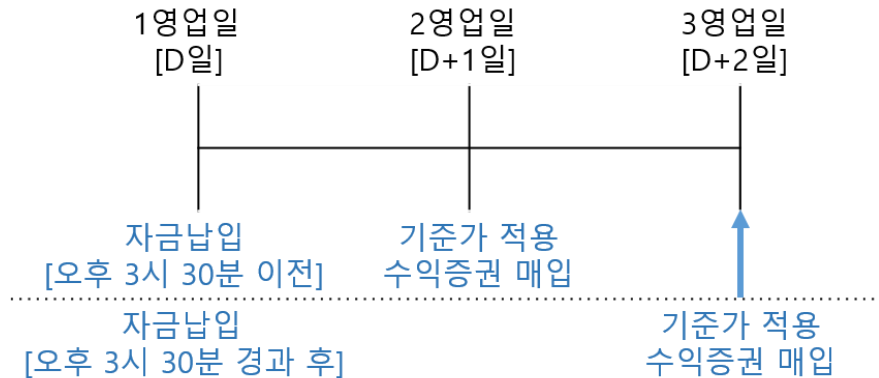 1영업일
[D일]
2영업일
[D+1일]
3영업일
[D+2일]
자금납입
[오후 3시 30분 이전]
기준가 적용
수익증권 매입
자금납입
[오후 3시 30분 경과 후]
기준가 적용
수익증권 매입